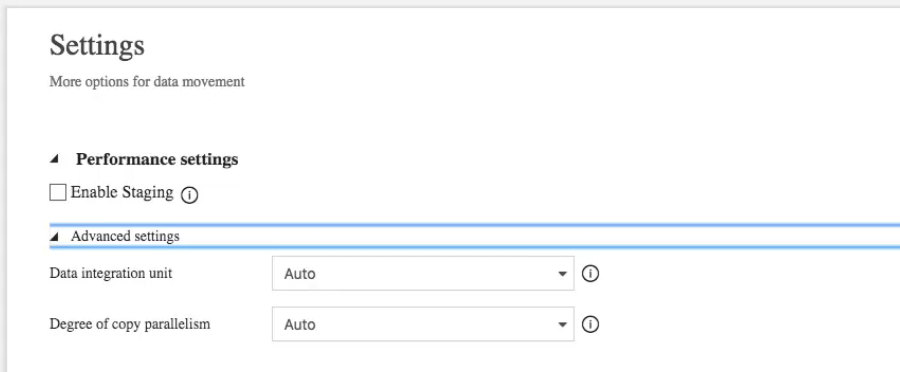 Settings
More options for data movement
Performance settings
Enable Staging
Advanced settings
Data integration unit Auto
Degree of copy parallelism Auto